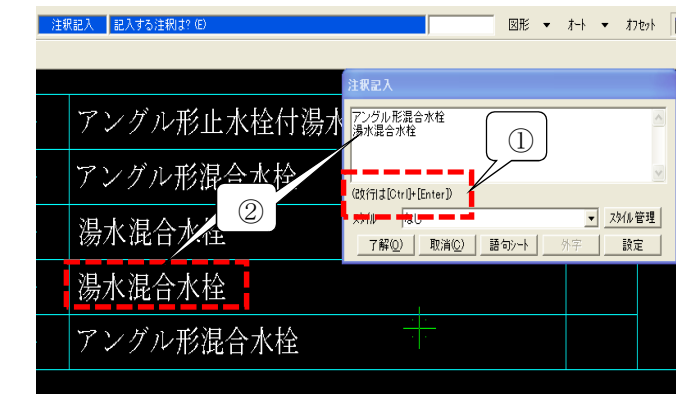 注釈記入 記入する注釈は? (E) 図形 ▼ オート ▼ オフセット
注釈記入
アングル形混合水栓
湯水混合水栓
(改行は[Ctrl]+[Enter])
スタイル なし スタイル管理
了解(O) 取消(C) 語句シート 外字 設定
①
②
アングル形止水栓付湯水
アングル形混合水栓
湯水混合水栓
湯水混合水栓
アングル形混合水栓